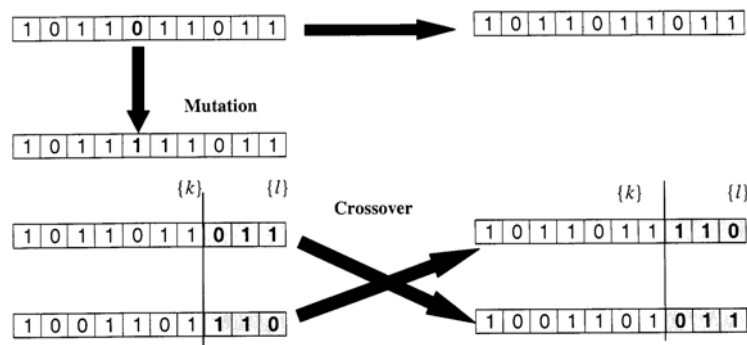 1 0 1 1 0 1 1 0 1 1 1 0 1 1 0 1 1 0 1 1
Mutation
1 0 1 1 1 1 1 0 1 1
{k} {l} {k} {l}
Crossover
1 0 1 1 0 1 1 0 1 1 1 0 1 1 0 1 1 1 1 0
1 0 0 1 1 0 1 1 1 0 1 0 0 1 1 0 1 0 1 1